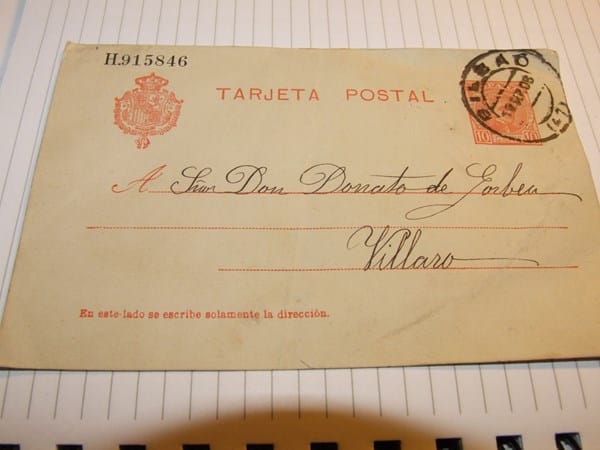 H.915846
BILBAO
TARJETA POSTAL
10 10
A Señor Don Donato de Gorbea
Villaro
En este lado se escribe solamente la dirección.